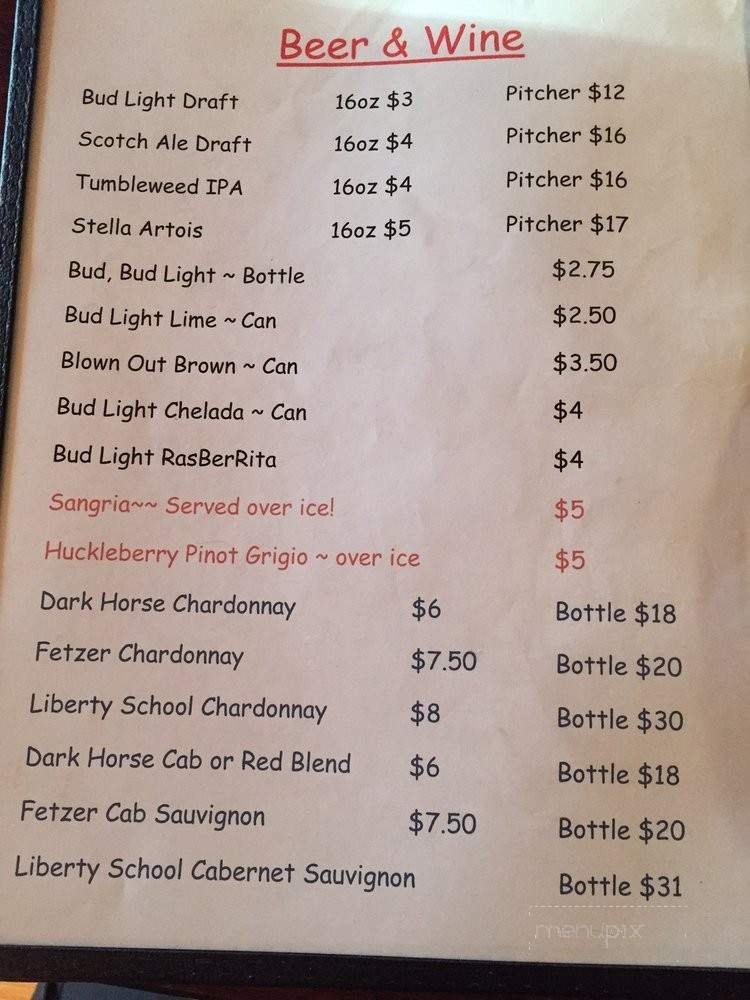 Beer & Wine
Bud Light Draft 16oz $3 Pitcher $12
Scotch Ale Draft 16oz $4 Pitcher $16
Tumbleweed IPA 16oz $4 Pitcher $16
Stella Artois 16oz $5 Pitcher $17
Bud, Bud Light ~ Bottle $2.75
Bud Light Lime ~ Can $2.50
Blown Out Brown ~ Can $3.50
Bud Light Chelada ~ Can $4
Bud Light RasBerRita $4
Sangria~~ Served over ice! $5
Huckleberry Pinot Grigio ~ over ice $5
Dark Horse Chardonnay $6 Bottle $18
Fetzer Chardonnay $7.50 Bottle $20
Liberty School Chardonnay $8 Bottle $30
Dark Horse Cab or Red Blend $6 Bottle $18
Fetzer Cab Sauvignon $7.50 Bottle $20
Liberty School Cabernet Sauvignon Bottle $31
menupix